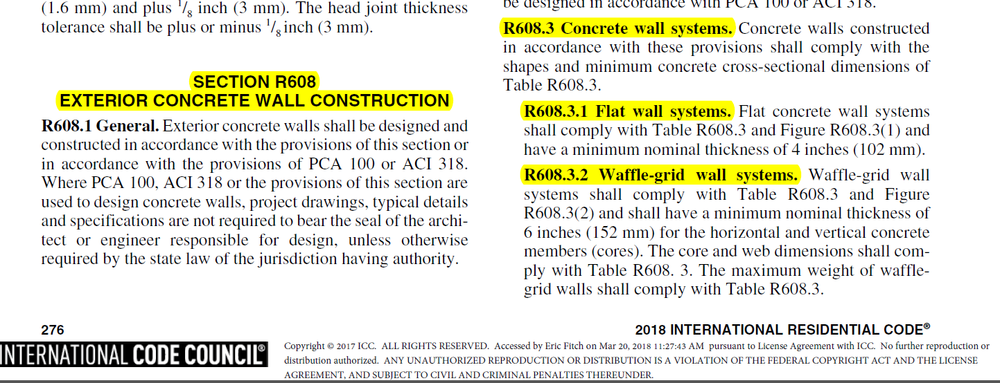 (1.6 mm) and plus 1/8 inch (3 mm). The head joint thickness
tolerance shall be plus or minus 1/8 inch (3 mm).
SECTION R608
EXTERIOR CONCRETE WALL CONSTRUCTION
R608.1 General. Exterior concrete walls shall be designed and
constructed in accordance with the provisions of this section or
in accordance with the provisions of PCA 100 or ACI 318.
Where PCA 100, ACI 318 or the provisions of this section are
used to design concrete walls, project drawings, typical details
and specifications are not required to bear the seal of the archi-
tect or engineer responsible for design, unless otherwise
required by the state law of the jurisdiction having authority.
be designed in accordance with PCA 100 or ACI 318.
R608.3 Concrete wall systems. Concrete walls constructed
in accordance with these provisions shall comply with the
shapes and minimum concrete cross-sectional dimensions of
Table R608.3.
R608.3.1 Flat wall systems. Flat concrete wall systems
shall comply with Table R608.3 and Figure R608.3(1) and
have a minimum nominal thickness of 4 inches (102 mm).
R608.3.2 Waffle-grid wall systems. Waffle-grid wall
systems shall comply with Table R608.3 and Figure
R608.3(2) and shall have a minimum nominal thickness of
6 inches (152 mm) for the horizontal and vertical concrete
members (cores). The core and web dimensions shall com-
ply with Table R608. 3. The maximum weight of waffle-
grid walls shall comply with Table R608.3.
276
2018 INTERNATIONAL RESIDENTIAL CODE®
INTERNATIONAL CODE COUNCIL®
Copyright © 2017 ICC. ALL RIGHTS RESERVED. Accessed by Eric Fitch on Mar 20, 2018 11:27:43 AM pursuant to License Agreement with ICC. No further reproduction or
distribution authorized. ANY UNAUTHORIZED REPRODUCTION OR DISTRIBUTION IS A VIOLATION OF THE FEDERAL COPYRIGHT ACT AND THE LICENSE
AGREEMENT, AND SUBJECT TO CIVIL AND CRIMINAL PENALTIES THEREUNDER.